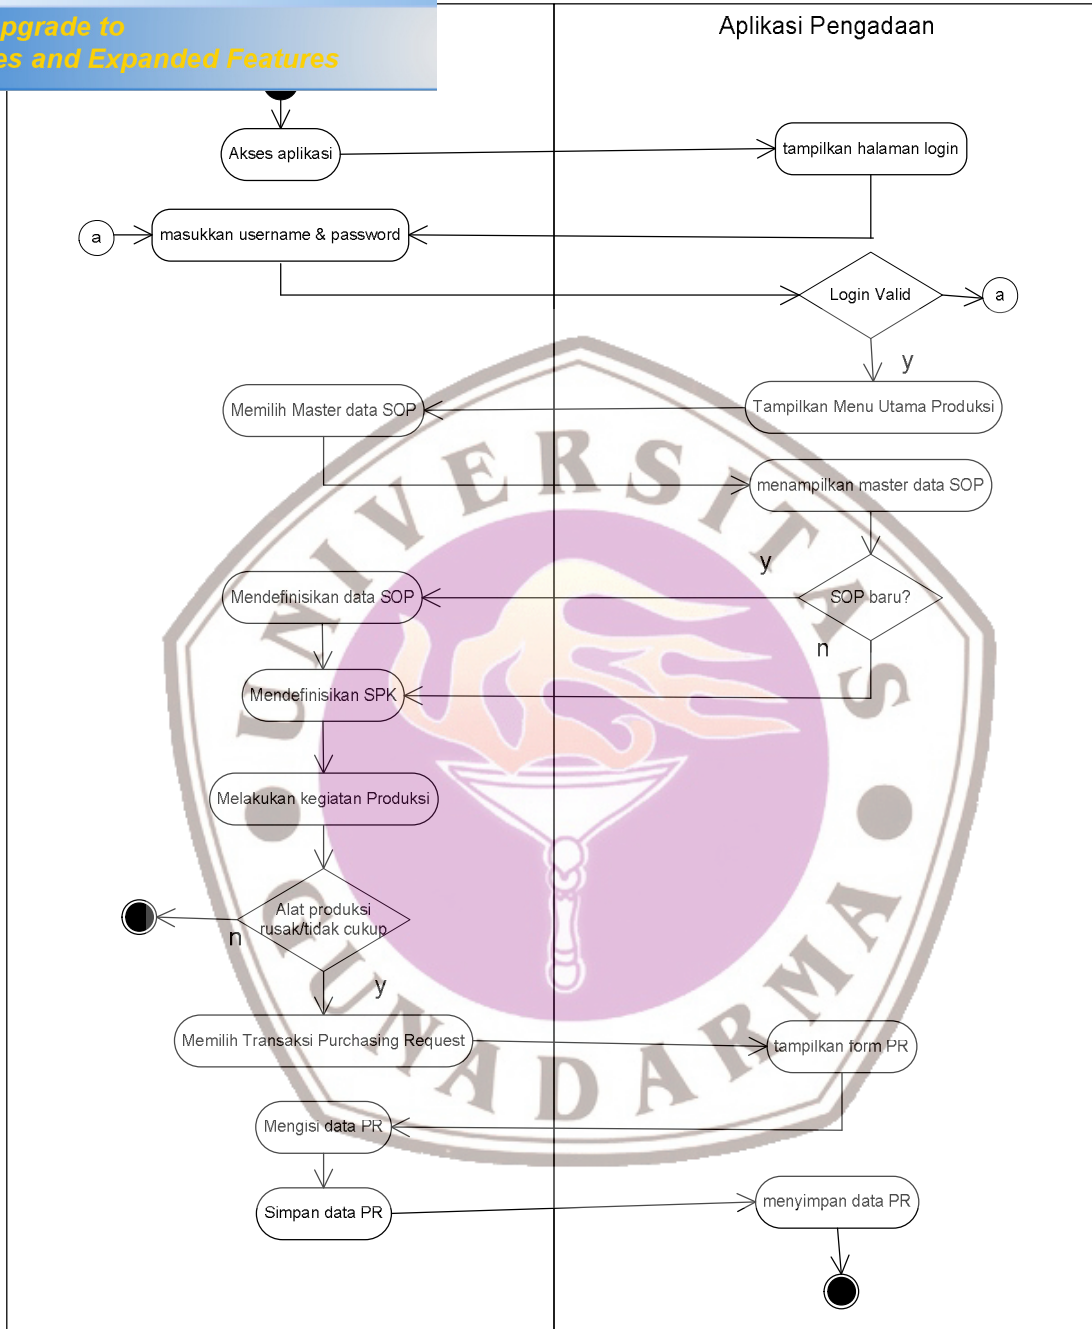 pgrade to
es and Expanded Features
Aplikasi Pengadaan
Akses aplikasi
tampilkan halaman login
a
masukkan username & password
Login Valid
a
y
Memilih Master data SOP
Tampilkan Menu Utama Produksi
menampilkan master data SOP
y
Mendefinisikan data SOP
SOP baru?
n
Mendefinisikan SPK
Melakukan kegiatan Produksi
Alat produksi
rusak/tidak cukup
n
y
Memilih Transaksi Purchasing Request
tampilkan form PR
Mengisi data PR
Simpan data PR
menyimpan data PR
UNIVERSITAS
GUNADARMA